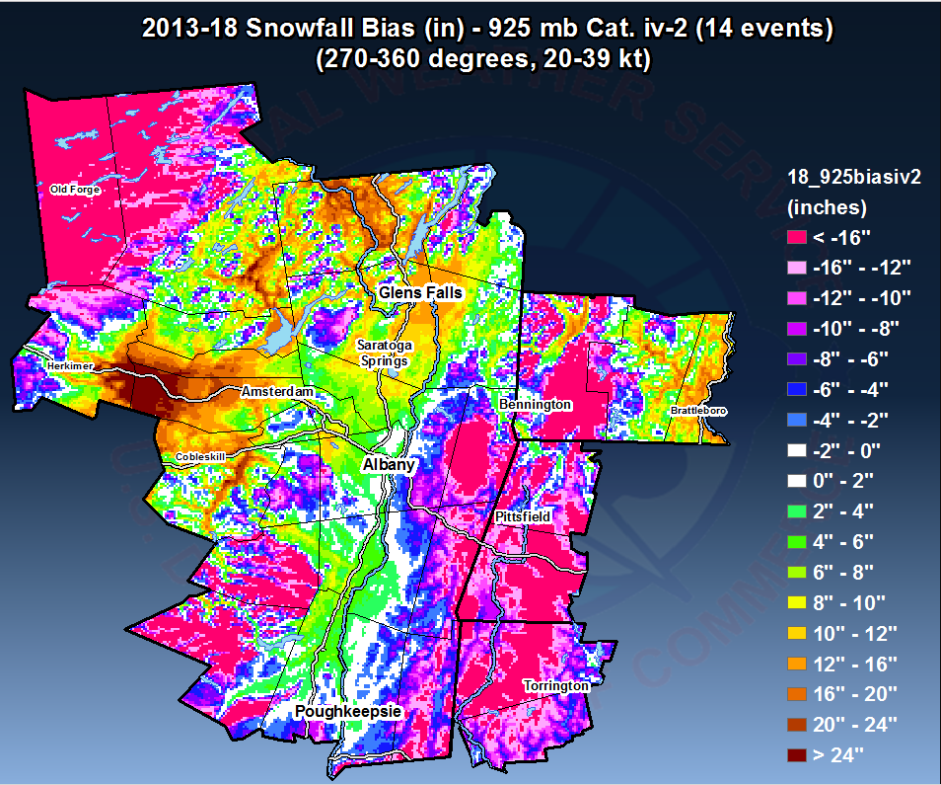 2013-18 Snowfall Bias (in) - 925 mb Cat. iv-2 (14 events)
(270-360 degrees, 20-39 kt)
Old Forge
Glens Falls
Saratoga
Springs
Herkimer
Amsterdam
Bennington
Brattleboro
Cobleskill
Albany
Pittsfield
Torrington
Poughkeepsie
18_925biasiv2
(inches)
< -16"
-16" - -12"
-12" - -10"
-10" - -8"
-8" - -6"
-6" - -4"
-4" - -2"
-2" - 0"
0" - 2"
2" - 4"
4" - 6"
6" - 8"
8" - 10"
10" - 12"
12" - 16"
16" - 20"
20" - 24"
> 24"
WEATHER SERV